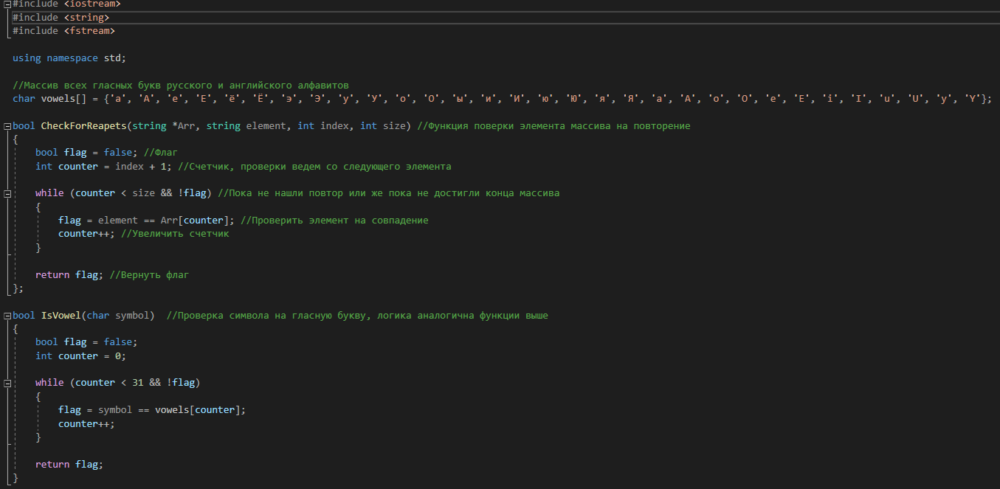 #include <iostream>
#include <string>
#include <fstream>
using namespace std;
//Массив всех гласных букв русского и английского алфавитов
char vowels[] = {'а', 'А', 'е', 'Е', 'ё', 'Ё', 'э', 'Э', 'у', 'У', 'о', 'О', 'ы', 'и', 'И', 'ю', 'Ю', 'я', 'Я', 'a', 'A', 'o', 'O', 'e', 'E', 'i', 'I', 'u', 'U', 'y', 'Y'};
bool CheckForReapets(string *Arr, string element, int index, int size) //Функция поверки элемента массива на повторение
{
bool flag = false; //Флаг
int counter = index + 1; //Счетчик, проверки ведем со следующего элемента
while (counter < size && !flag) //Пока не нашли повтор или же пока не достигли конца массива
{
flag = element == Arr[counter]; //Проверить элемент на совпадение
counter++; //Увеличить счетчик
}
return flag; //Вернуть флаг
};
bool IsVowel(char symbol) //Проверка символа на гласную букву, логика аналогична функции выше
{
bool flag = false;
int counter = 0;
while (counter < 31 && !flag)
{
flag = symbol == vowels[counter];
counter++;
}
return flag;
}